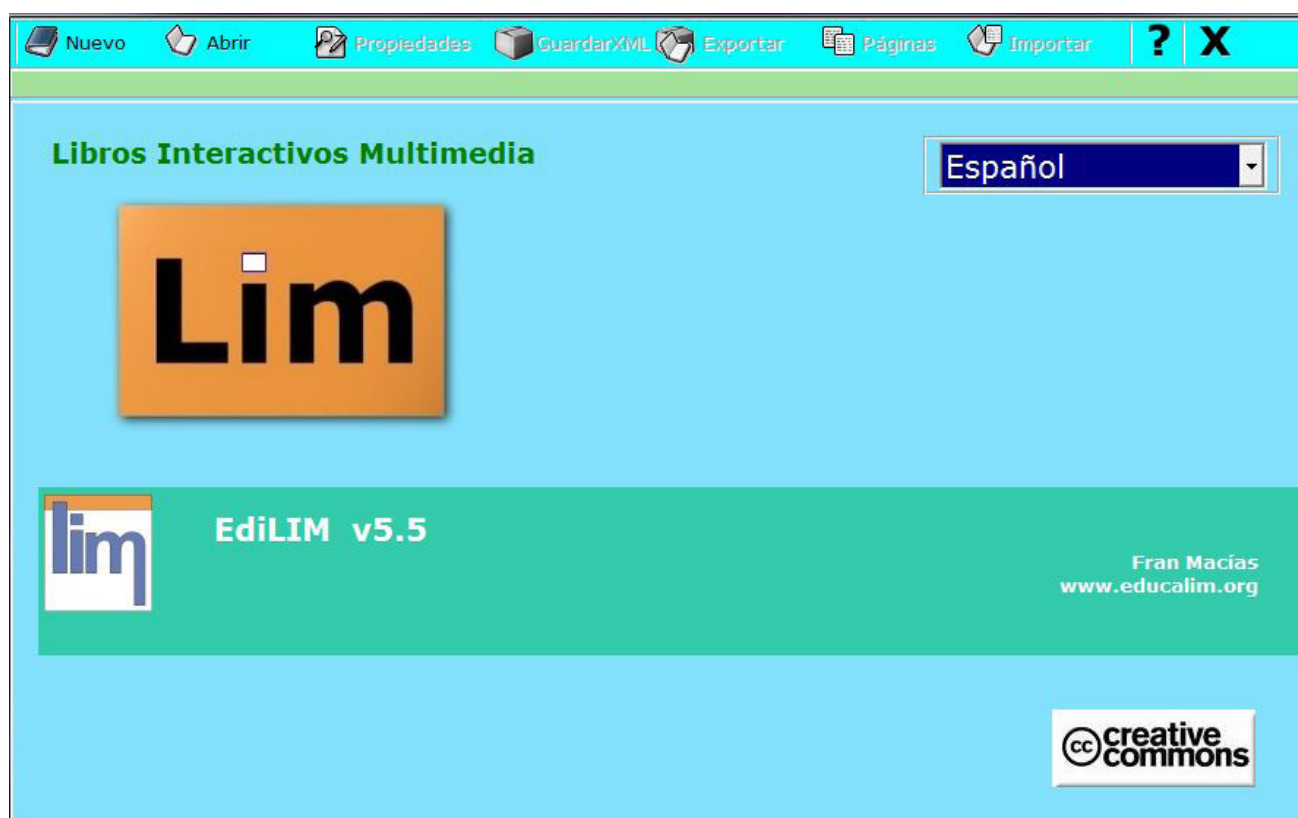 Nuevo Abrir Propiedades GuardarXML Exportar Páginas Importar ? X
Libros Interactivos Multimedia
Español
Lim
lim
EdiLIM v5.5
Fran Macías
www.educalim.org
cc creative
commons